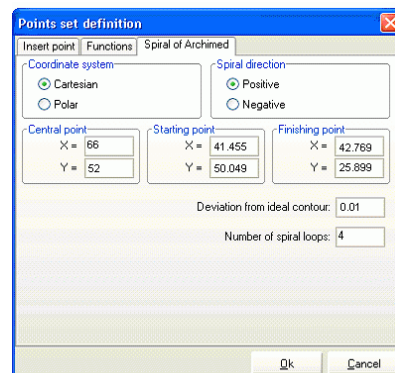 Points set definition
Insert point Functions Spiral of Archimed
Coordinate system Spiral direction
Cartesian Positive
Polar Negative
Central point Starting point Finishing point
X = 66 X = 41.455 X = 42.769
Y = 52 Y = 50.049 Y = 25.899
Deviation from ideal contour: 0.01
Number of spiral loops: 4
Ok Cancel